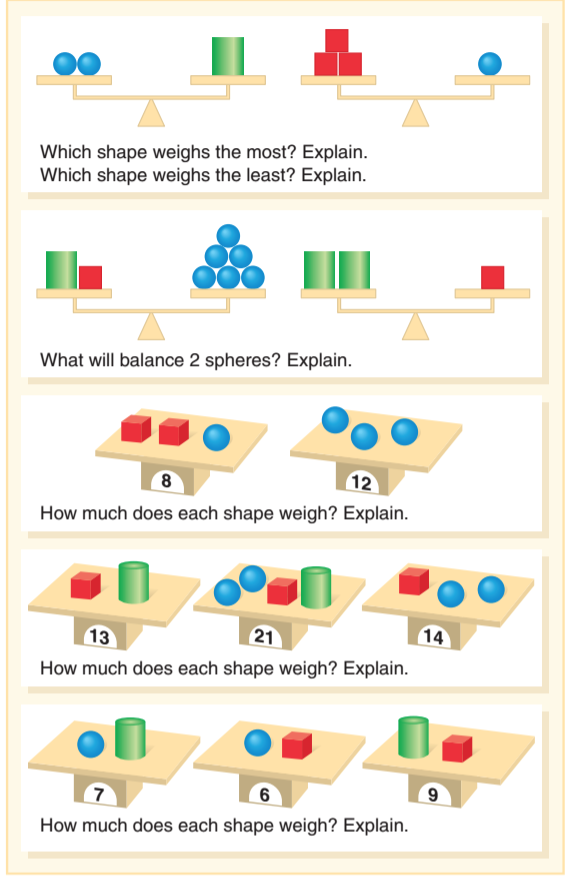 Which shape weighs the most? Explain.
Which shape weighs the least? Explain.
What will balance 2 spheres? Explain.
8
12
How much does each shape weigh? Explain.
13
21
14
How much does each shape weigh? Explain.
7
6
9
How much does each shape weigh? Explain.